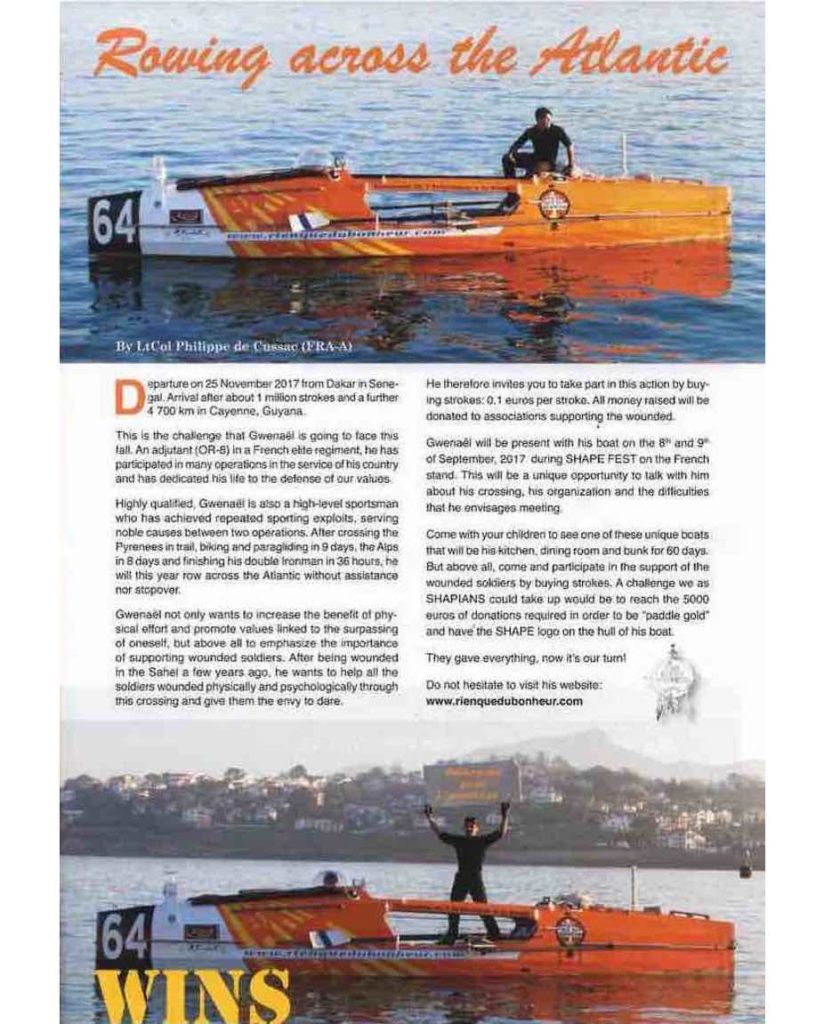 Rowing across the Atlantic
64
www.rienquedubonheur.com
By LtCol Philippe de Cussac (FRA-A)
Departure on 25 November 2017 from Dakar in Sene-
gal. Arrival after about 1 million strokes and a further
4 700 km in Cayenne, Guyana.
This is the challenge that Gwenaël is going to face this
fall. An adjutant (OR-8) in a French elite regiment, he has
participated in many operations in the service of his country
and has dedicated his life to the defense of our values.
Highly qualified, Gwenaël is also a high-level sportsman
who has achieved repeated sporting exploits, serving
noble causes between two operations. After crossing the
Pyrenees in trail, biking and paragliding in 9 days, the Alps
in 8 days and finishing his double Ironman in 36 hours, he
will this year row across the Atlantic without assistance
nor stopover.
Gwenaël not only wants to increase the benefit of phy-
sical effort and promote values linked to the surpassing
of oneself, but above all to emphasize the importance
of supporting wounded soldiers. After being wounded
in the Sahel a few years ago, he wants to help all the
soldiers wounded physically and psychologically through
this crossing and give them the envy to dare.
He therefore invites you to take part in this action by buy-
ing strokes: 0.1 euros per stroke. All money raised will be
donated to associations supporting the wounded.
Gwenaël will be present with his boat on the 8th and 9th
of September, 2017 during SHAPE FEST on the French
stand. This will be a unique opportunity to talk with him
about his crossing, his organization and the difficulties
that he envisages meeting.
Come with your children to see one of these unique boats
that will be his kitchen, dining room and bunk for 60 days.
But above all, come and participate in the support of the
wounded soldiers by buying strokes. A challenge we as
SHAPIANS could take up would be to reach the 5000
euros of donations required in order to be "paddle gold"
and have the SHAPE logo on the hull of his boat.
They gave everything, now it's our turn!
Do not hesitate to visit his website:
www.rienquedubonheur.com
64
www.rienquedubonheur.com
WINS